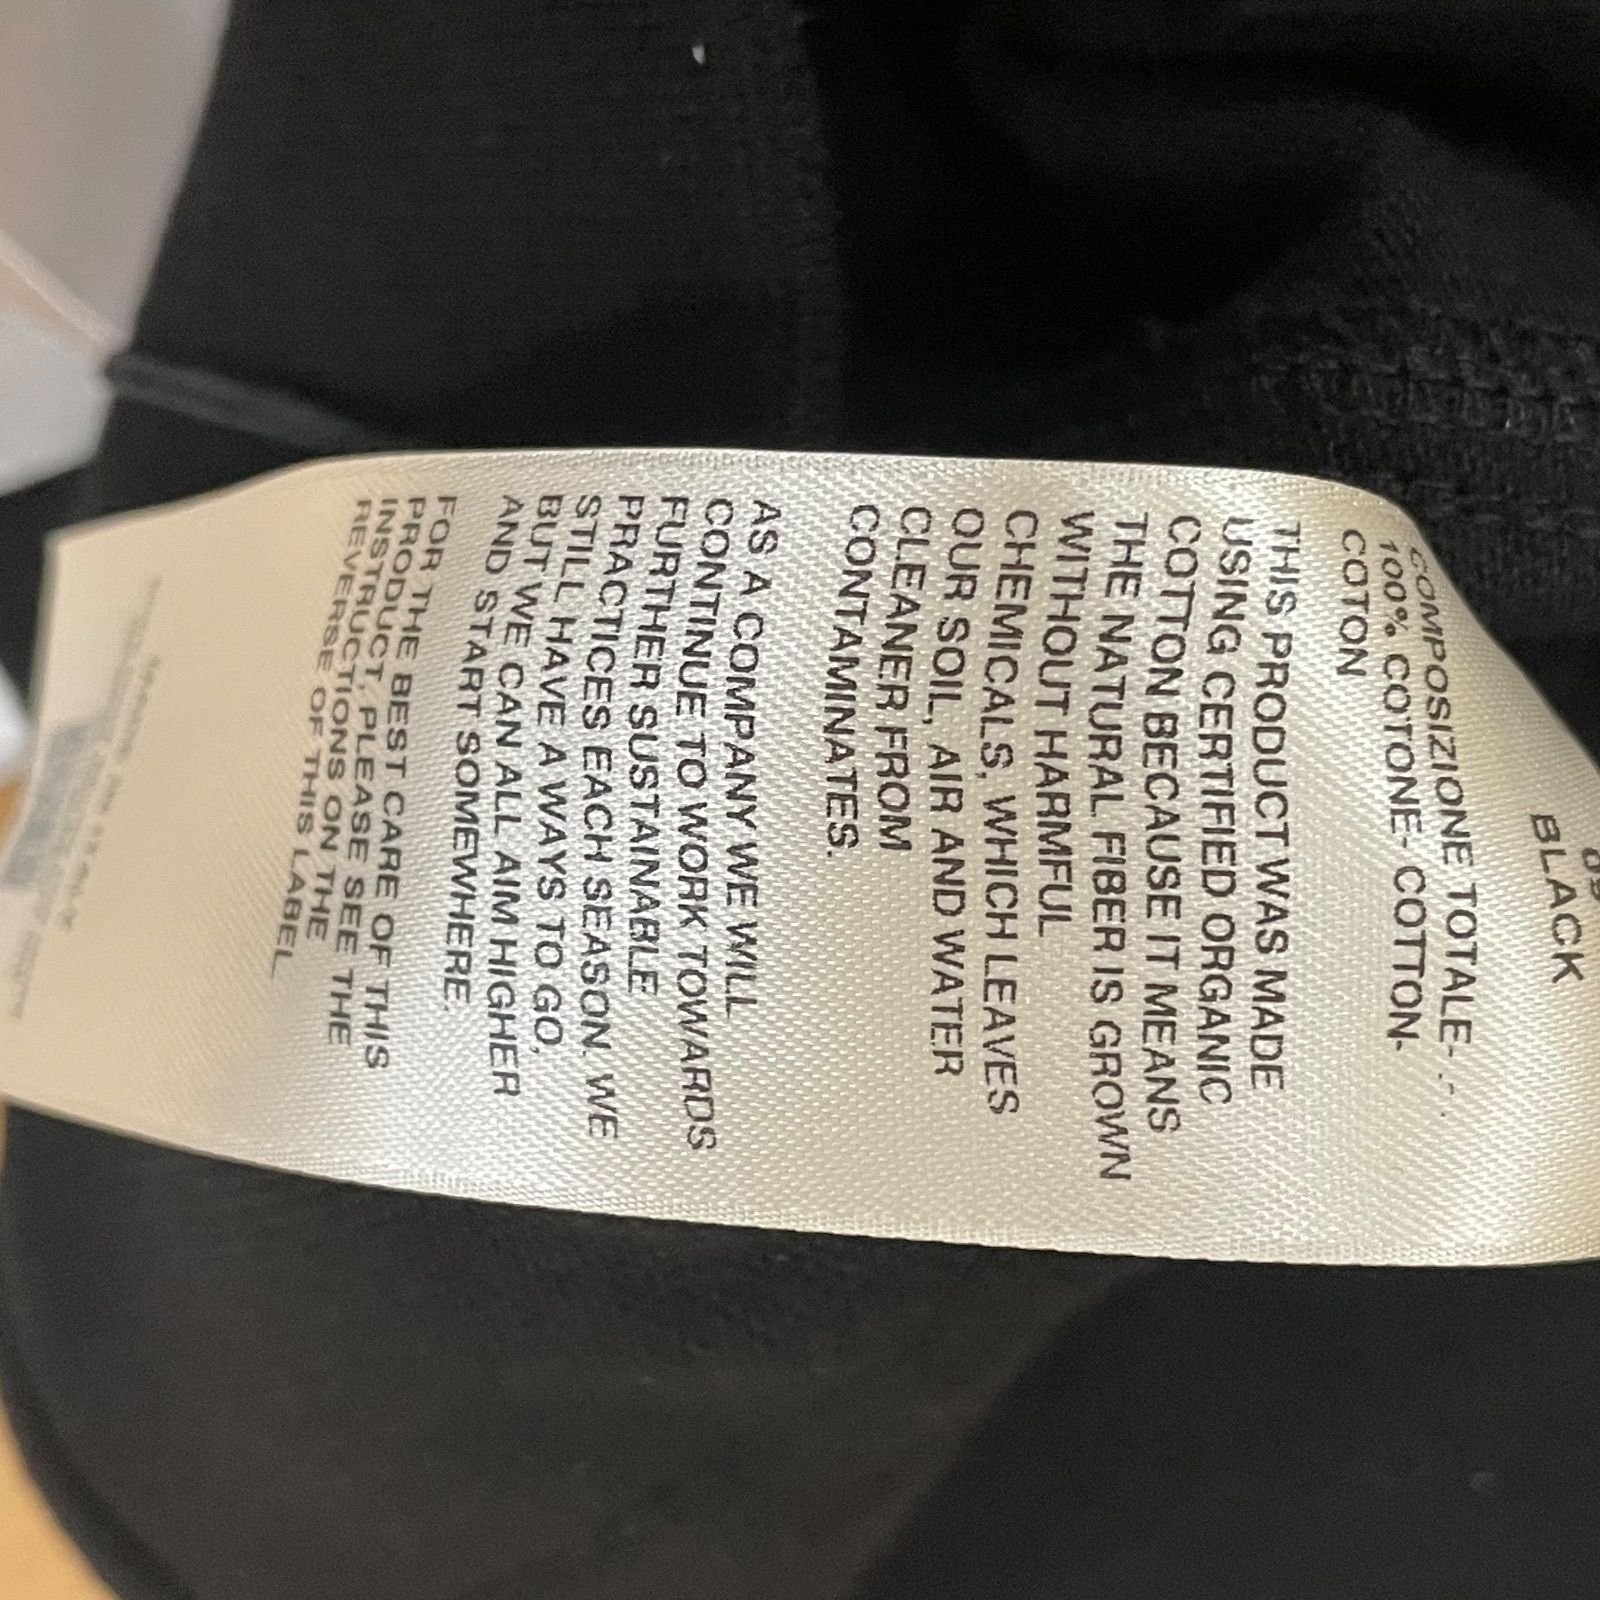 BLACK
COMPOSIZIONE TOTALE-
100% COTONE- COTTON-
COTON
THIS PRODUCT WAS MADE
USING CERTIFIED ORGANIC
COTTON BECAUSE IT MEANS
THE NATURAL FIBER IS GROWN
WITHOUT HARMFUL
CHEMICALS, WHICH LEAVES
OUR SOIL, AIR AND WATER
CLEANER FROM
CONTAMINATES.
AS A COMPANY WE WILL
CONTINUE TO WORK TOWARDS
FURTHER SUSTAINABLE
PRACTICES EACH SEASON. WE
STILL HAVE A WAYS TO GO,
BUT WE CAN ALL AIM HIGHER
AND START SOMEWHERE.
FOR THE BEST CARE OF THIS
PRODUCT, PLEASE SEE THE
INSTRUCTIONS ON THE
REVERSE OF THIS LABEL
MADE IN ITALY